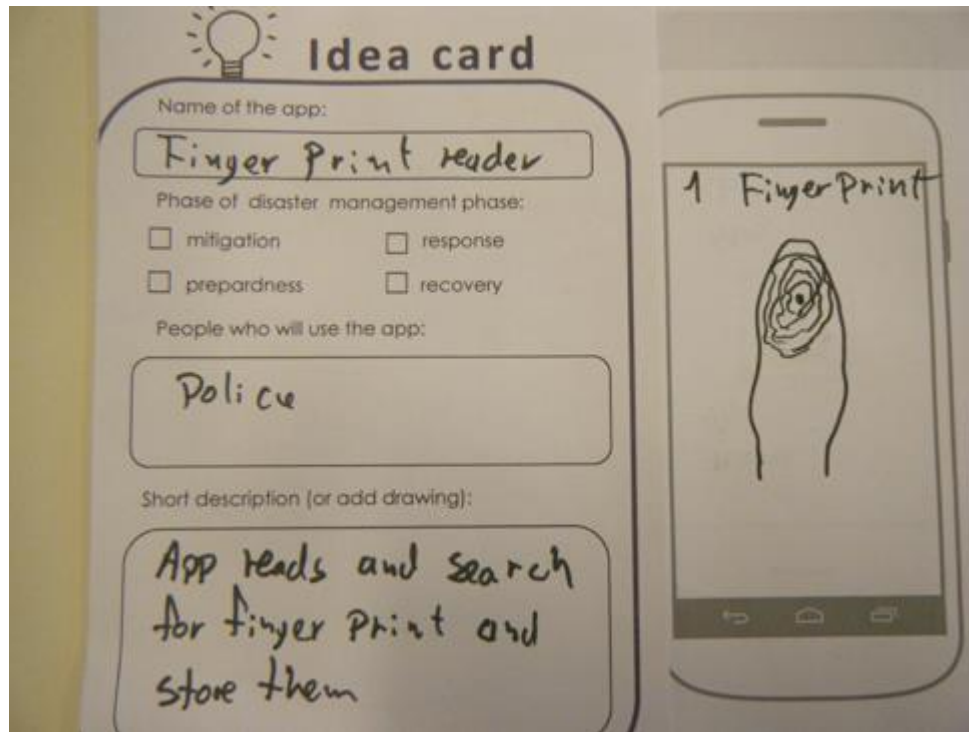 Idea card
Name of the app:
Finger Print reader
Phase of disaster management phase:
mitigation
response
prepardness
recovery
People who will use the app:
Police
Short description (or add drawing):
App reads and search
for finger print and
store them
1 Finger Print